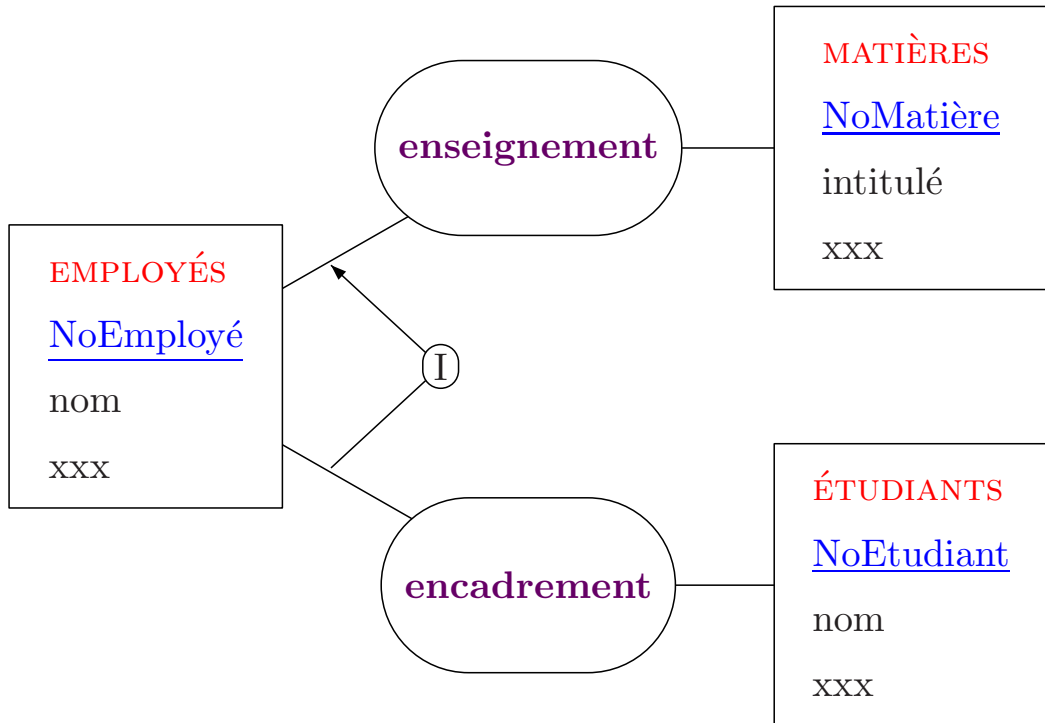 MATIÈRES
NoMatière
intitulé
xxx
enseignement
EMPLOYÉS
NoEmployé
nom
xxx
I
encadrement
ÉTUDIANTS
NoEtudiant
nom
xxx